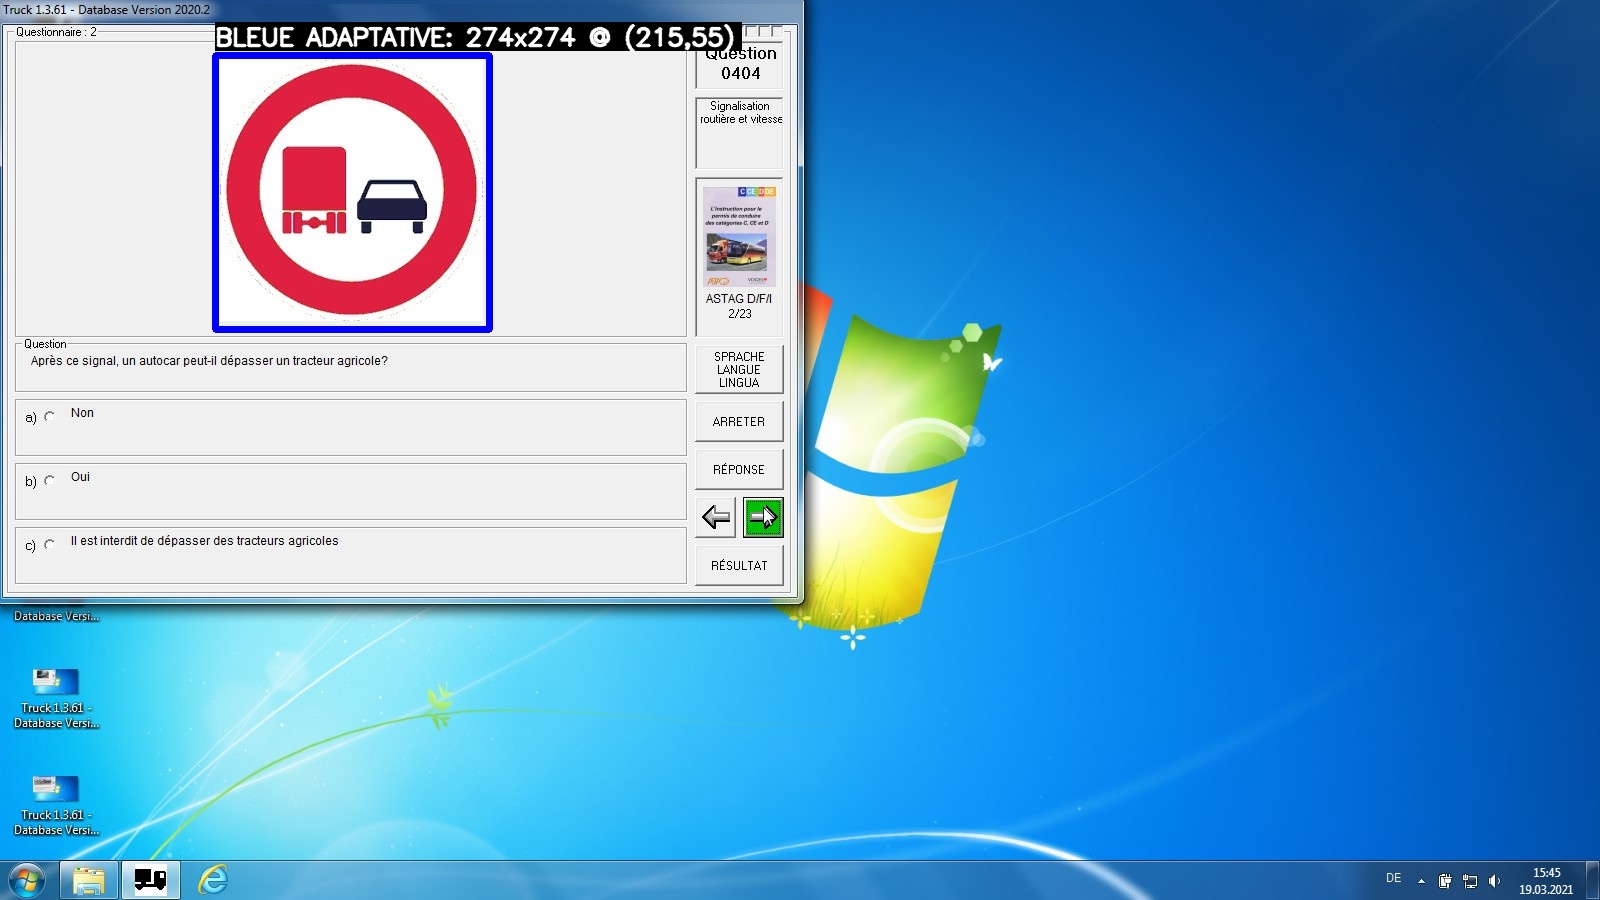 Truck 1.3.61 - Database Version 2020.2
Questionnaire : 2
BLEUE ADAPTATIVE: 274x274 @ (215,55)
Question
0404
Signalisation
routière et vitesse
C CE D DE
L'instruction pour le
permis de conduire
des catégories C, CE et D
ASTAG D/F/I
2/23
Question
Après ce signal, un autocar peut-il dépasser un tracteur agricole?
SPRACHE
LANGUE
LINGUA
a) Non
ARRETER
b) Oui
RÉPONSE
c) Il est interdit de dépasser des tracteurs agricoles
RÉSULTAT
Database Versi...
Truck 1.3.61 -
Database Versi...
Truck 1.3.61 -
Database Versi...
DE
15:45
19.03.2021